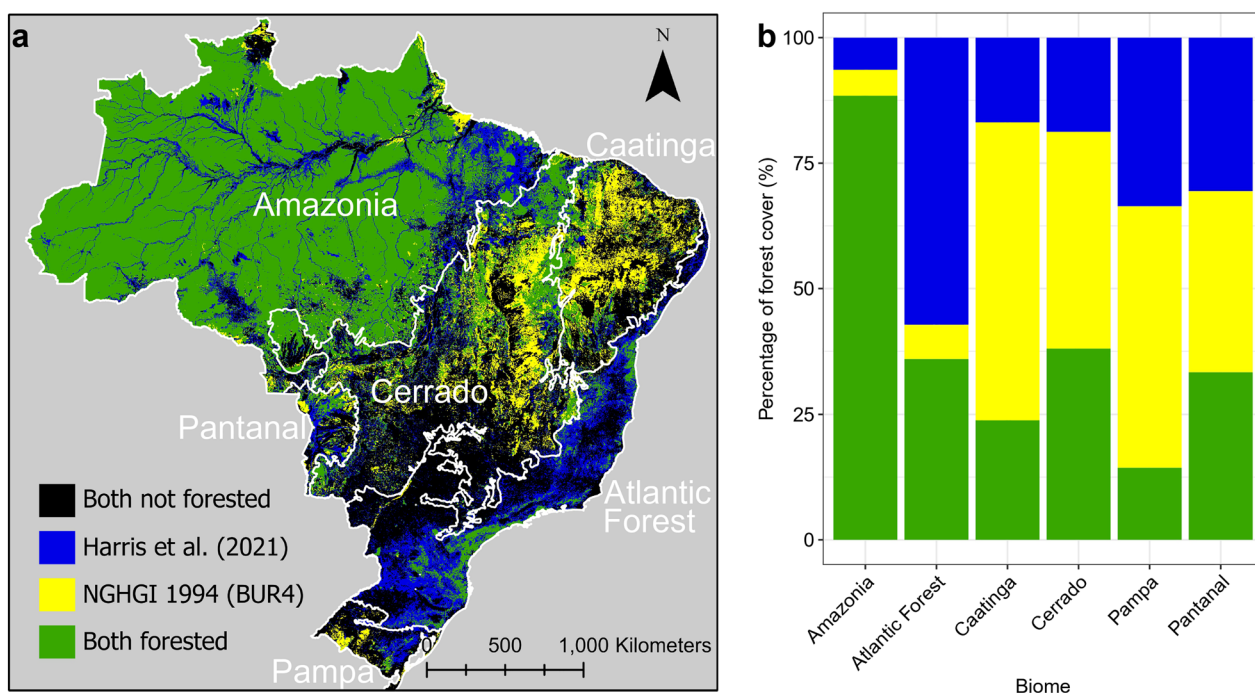 a
N
Caatinga
Amazonia
Cerrado
Pantanal
Atlantic
Forest
Pampa
Both not forested
Harris et al. (2021)
NGHGI 1994 (BUR4)
Both forested
0 500 1,000 Kilometers
b
Percentage of forest cover (%)
100
75
50
25
0
Amazonia
Atlantic Forest
Caatinga
Cerrado
Pampa
Pantanal
Biome